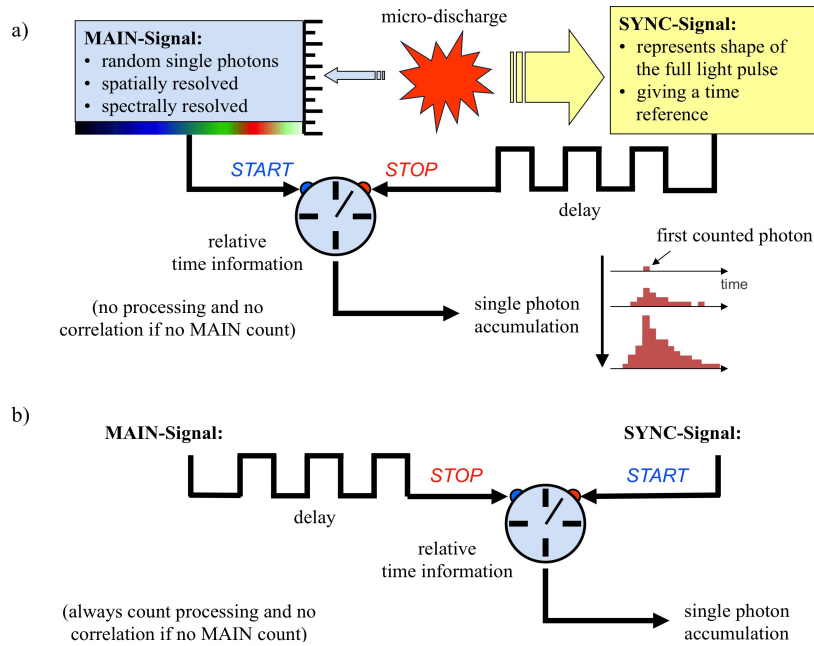 a)
MAIN-Signal:
• random single photons
• spatially resolved
• spectrally resolved
micro-discharge
SYNC-Signal:
• represents shape of
the full light pulse
• giving a time
reference
START
STOP
delay
relative
time information
first counted photon
time
(no processing and no
correlation if no MAIN count)
single photon
accumulation
b)
MAIN-Signal:
SYNC-Signal:
STOP
START
delay
relative
time information
(always count processing and no
correlation if no MAIN count)
single photon
accumulation